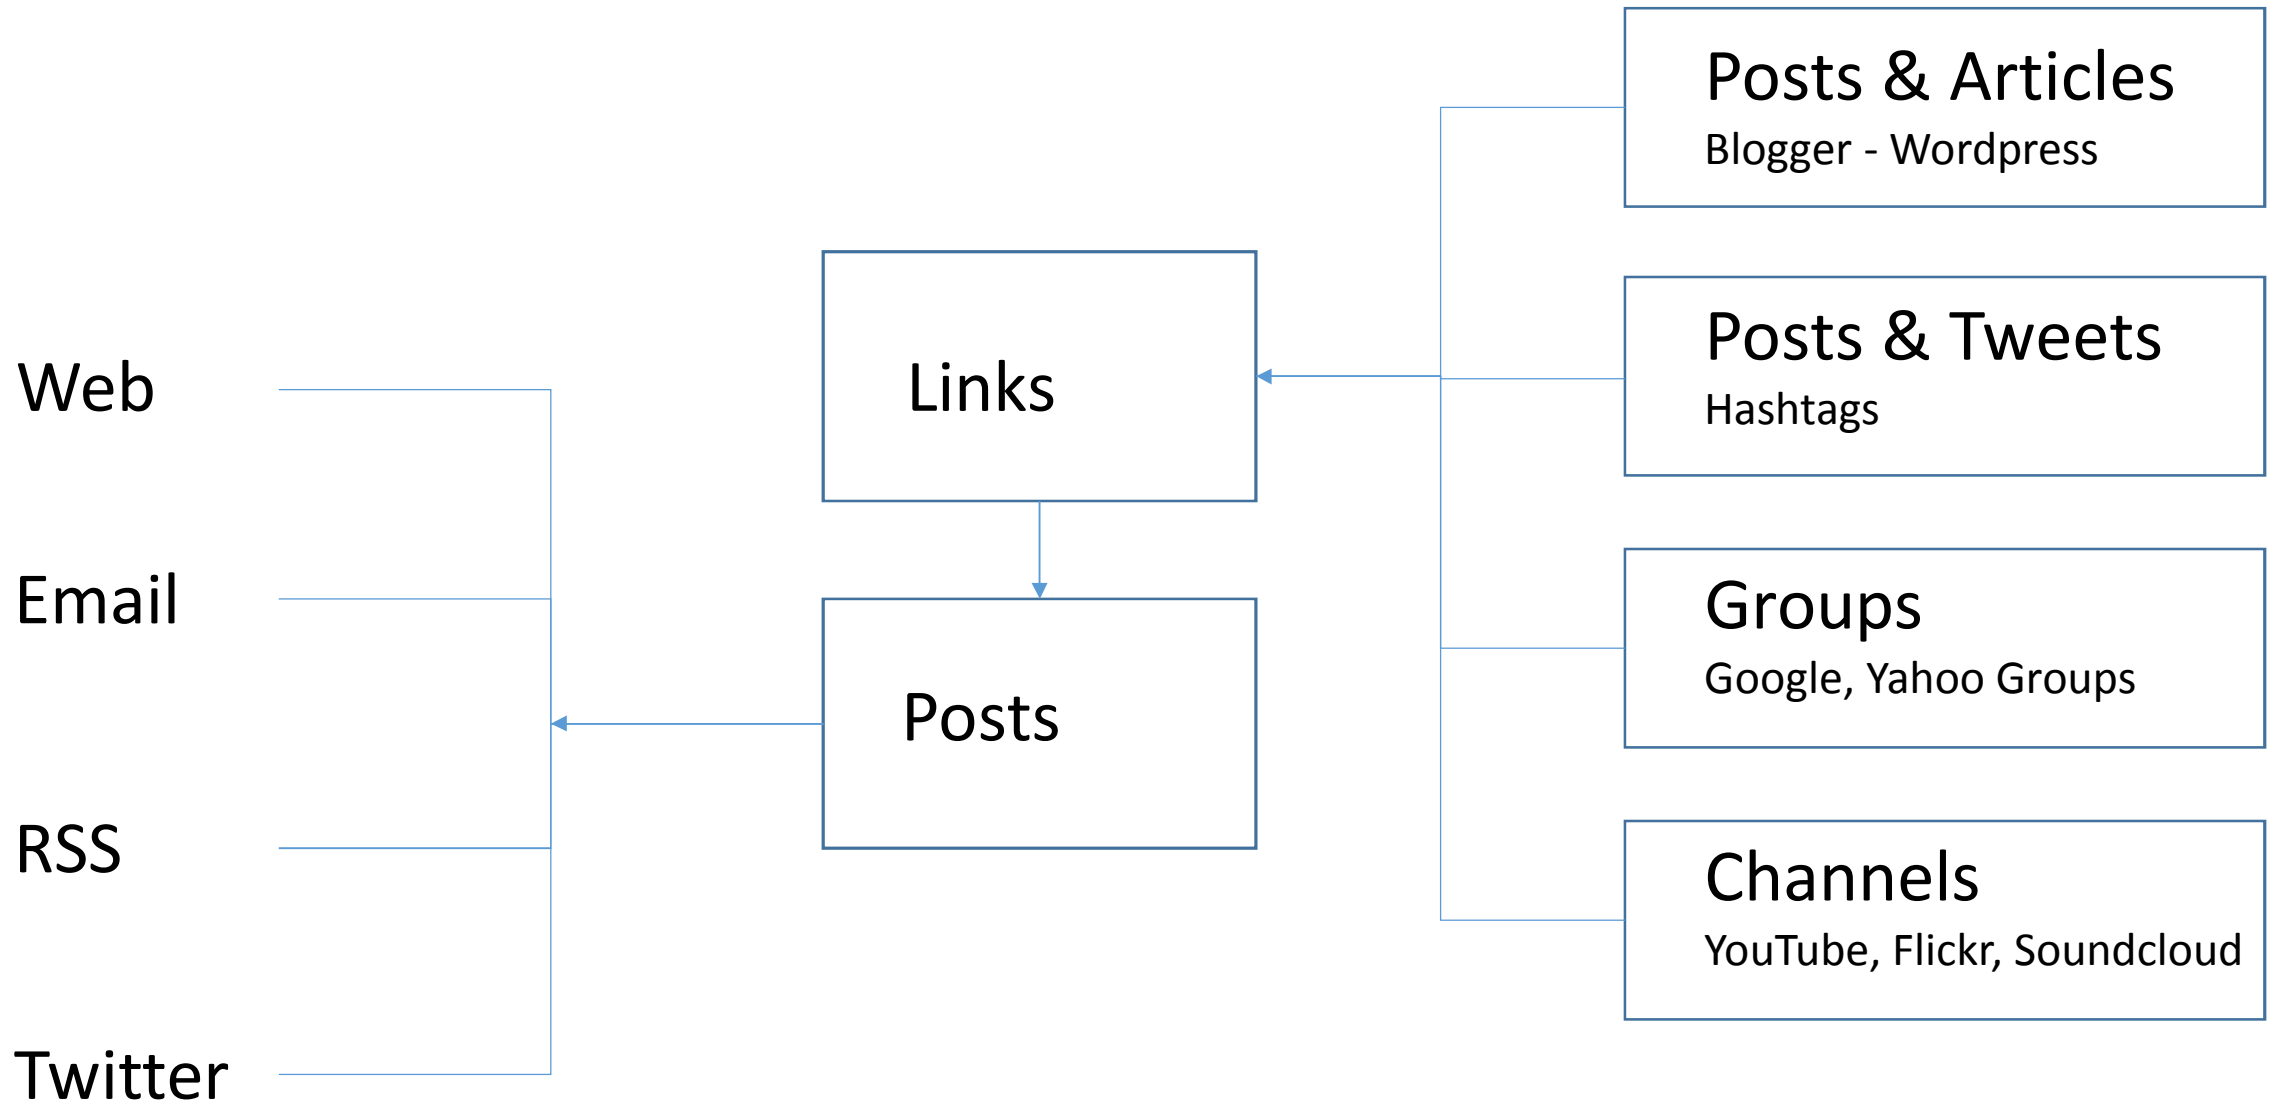 Web
Email
RSS
Twitter
Links
Posts
Posts & Articles
Blogger - Wordpress
Posts & Tweets
Hashtags
Groups
Google, Yahoo Groups
Channels
YouTube, Flickr, Soundcloud